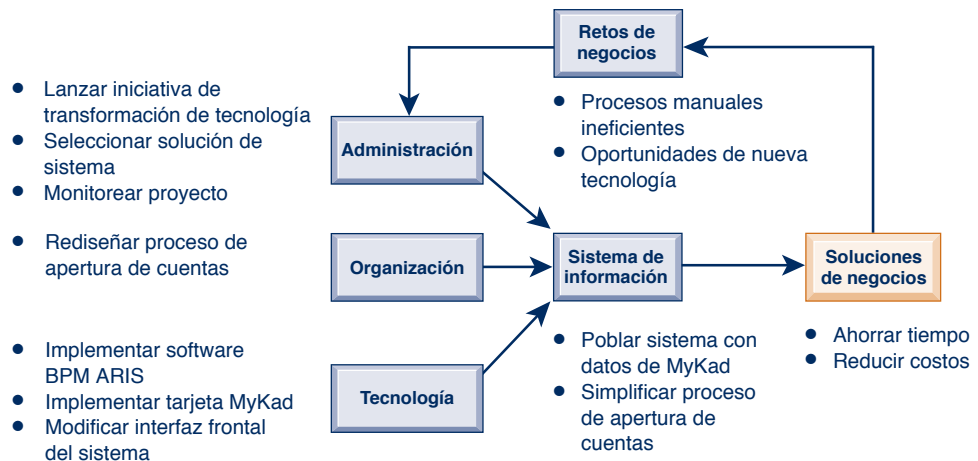 Retos de
negocios
● Procesos manuales
ineficientes
● Oportunidades de nueva
tecnología
● Lanzar iniciativa de
transformación de tecnología
● Seleccionar solución de
sistema
● Monitorear proyecto
Administración
● Rediseñar proceso de
apertura de cuentas
Organización
● Implementar software
BPM ARIS
● Implementar tarjeta MyKad
● Modificar interfaz frontal
del sistema
Tecnología
Sistema de
información
● Poblar sistema con
datos de MyKad
● Simplificar proceso
de apertura de
cuentas
Soluciones
de negocios
● Ahorrar tiempo
● Reducir costos